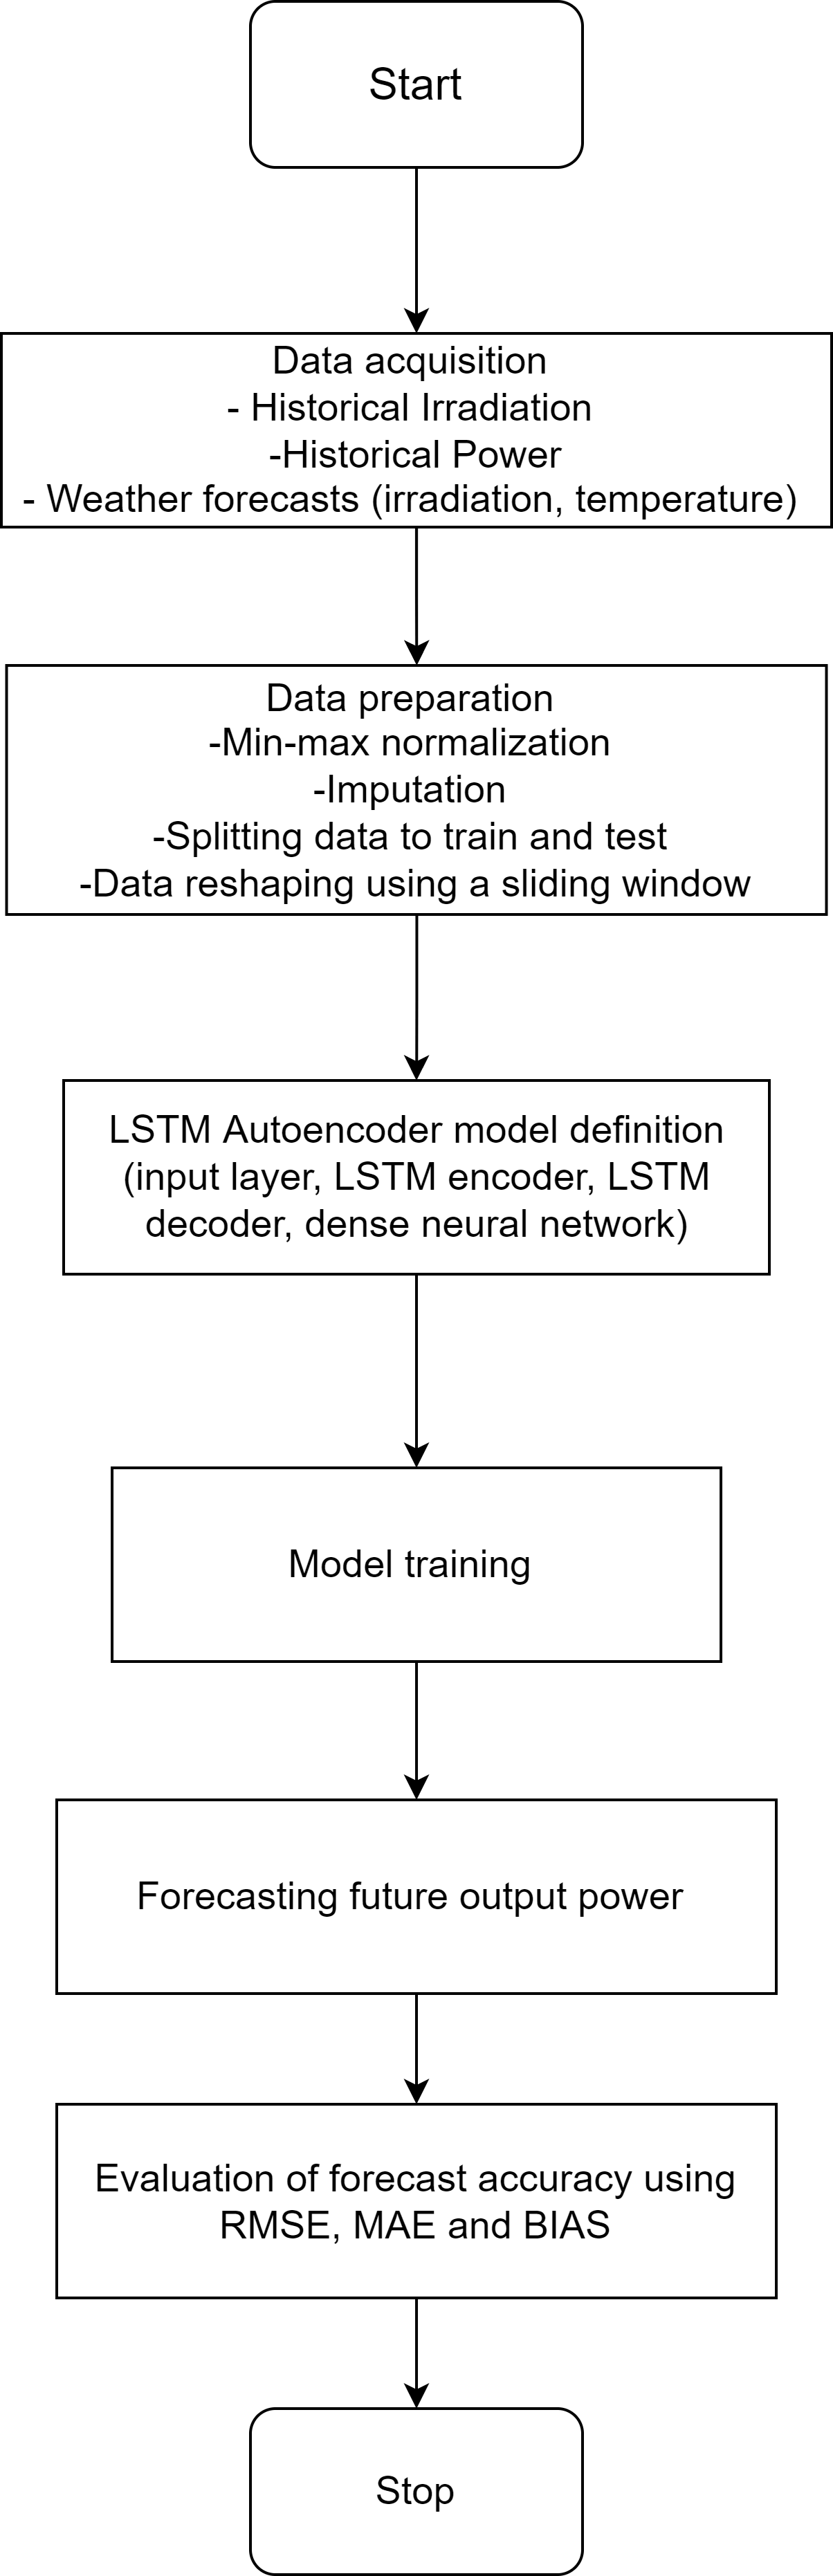 Start
Data acquisition
- Historical Irradiation
-Historical Power
- Weather forecasts (irradiation, temperature)
Data preparation
-Min-max normalization
-Imputation
-Splitting data to train and test
-Data reshaping using a sliding window
LSTM Autoencoder model definition
(input layer, LSTM encoder, LSTM
decoder, dense neural network)
Model training
Forecasting future output power
Evaluation of forecast accuracy using
RMSE, MAE and BIAS
Stop